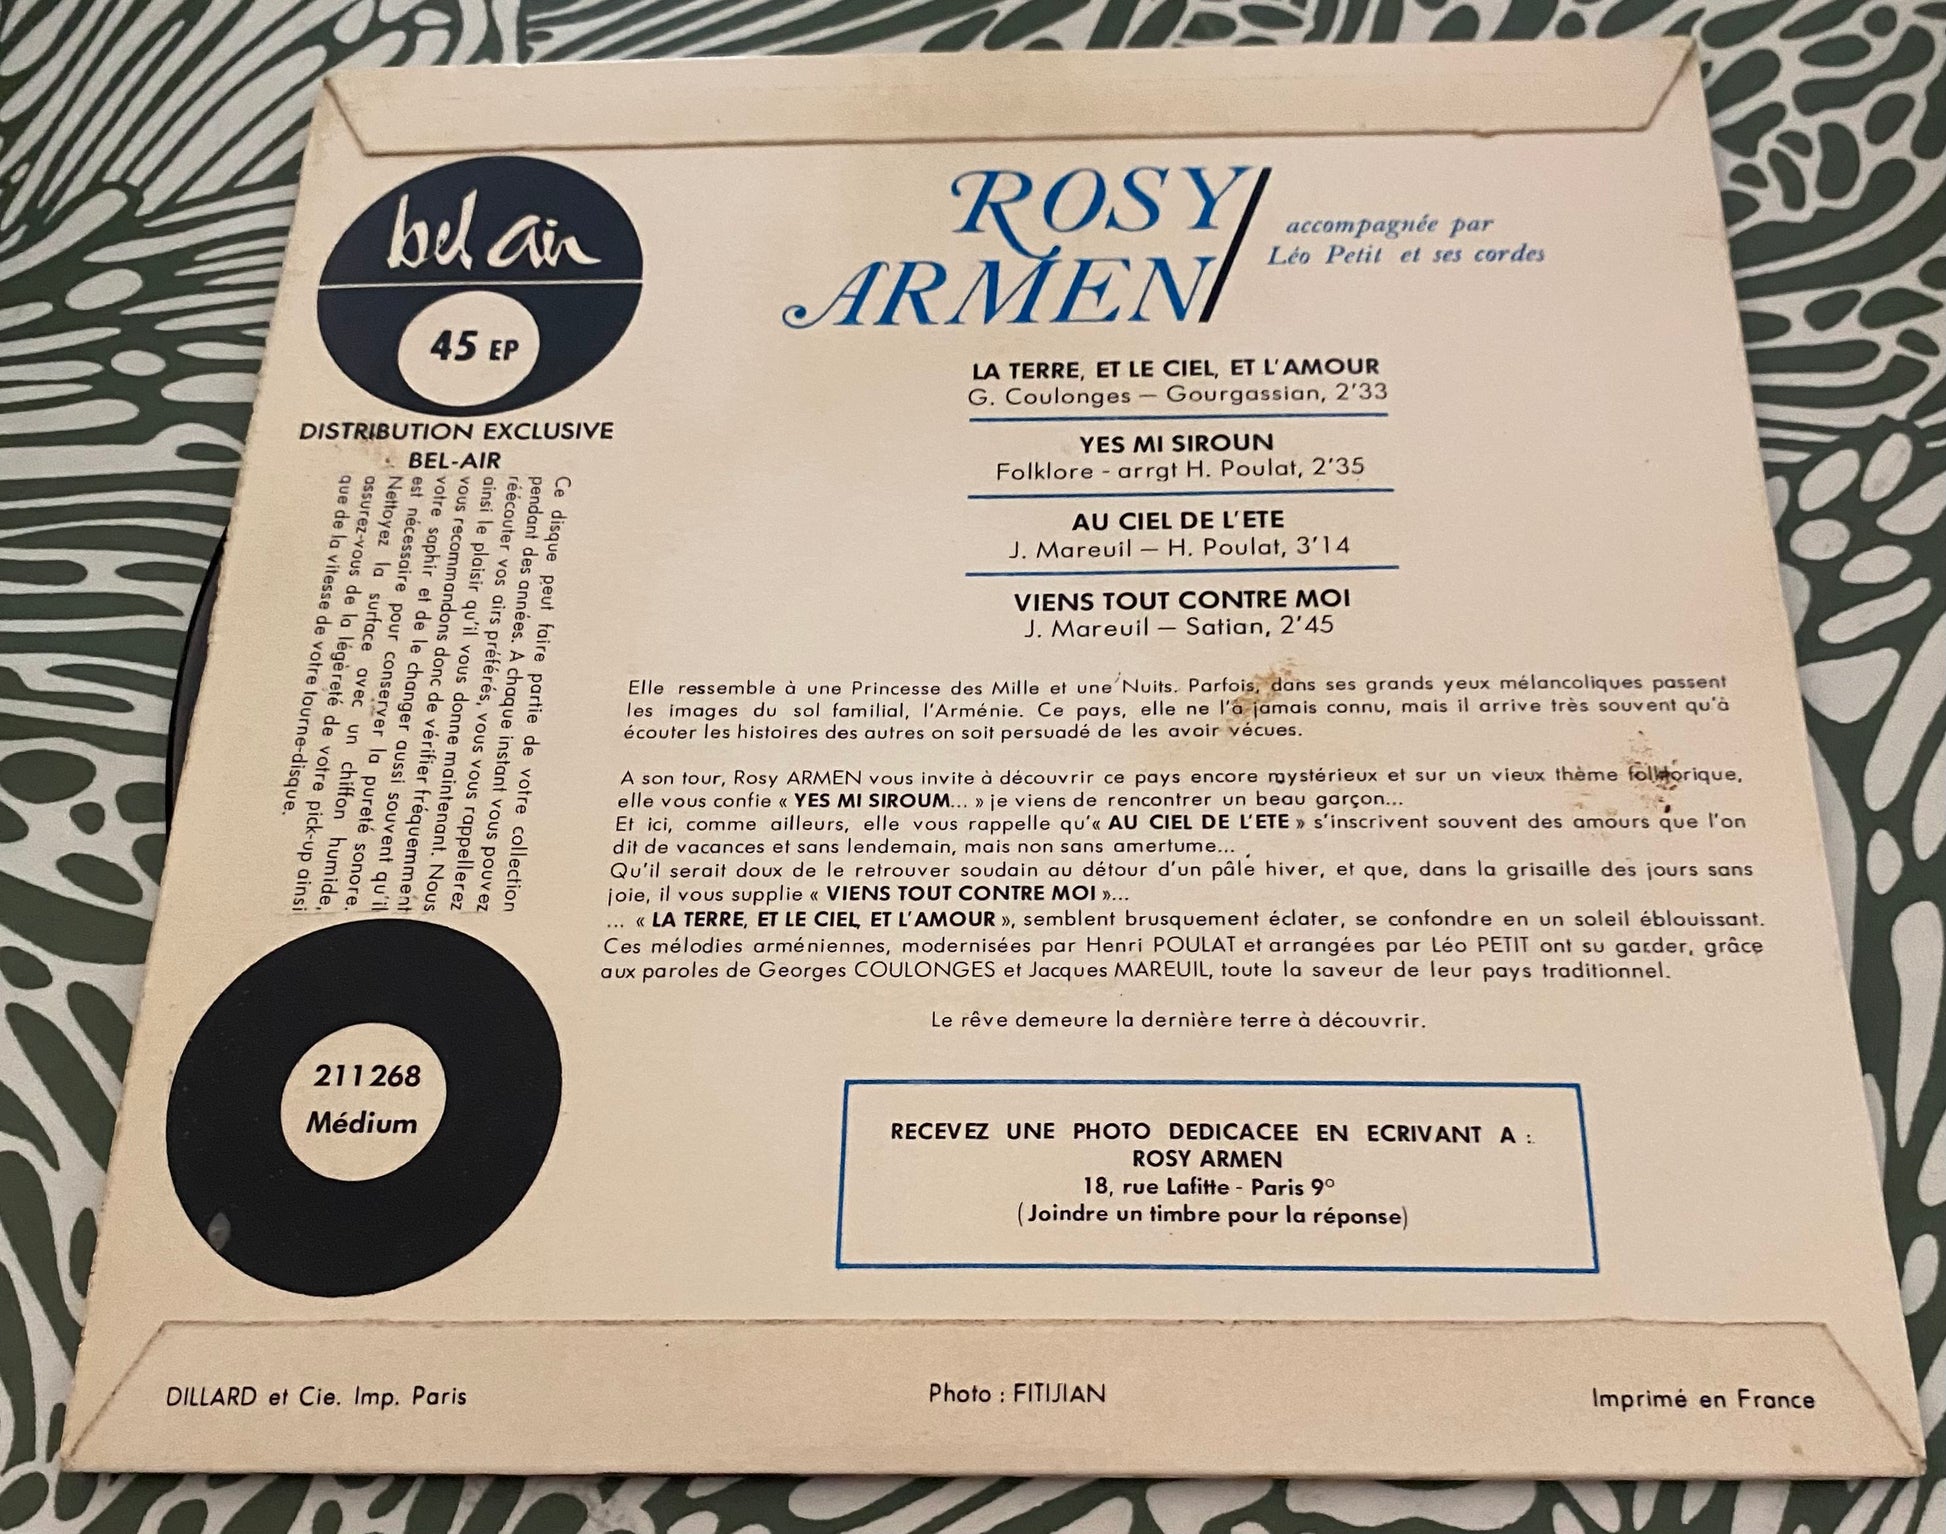 bel air
45 EP
DISTRIBUTION EXCLUSIVE
BEL-AIR
Ce disque peut faire partie de votre collection
pendant des années. A chaque instant vous pouvez
réécouter vos airs préférés, vous vous rappellerez
ainsi le plaisir qu'il vous donne maintenant. Nous
vous recommandons donc de vérifier fréquemment
votre saphir et de le changer aussi souvent qu'il
est nécessaire pour conserver la pureté sonore.
Nettoyez la surface avec un chiffon humide,
assurez-vous de la légèreté de votre pick-up ainsi
que de la vitesse de votre tourne-disque.
211268
Médium
ROSY
ARMEN
accompagnée par
Léo Petit et ses cordes
LA TERRE, ET LE CIEL, ET L'AMOUR
G. Coulonges — Gourgassian, 2'33
YES MI SIROUN
Folklore - arrgt H. Poulat, 2'35
AU CIEL DE L'ETE
J. Mareuil — H. Poulat, 3'14
VIENS TOUT CONTRE MOI
J. Mareuil — Satian, 2'45
Elle ressemble à une Princesse des Mille et une Nuits. Parfois, dans ses grands yeux mélancoliques passent
les images du sol familial, l'Arménie. Ce pays, elle ne l'a jamais connu, mais il arrive très souvent qu'à
écouter les histoires des autres on soit persuadé de les avoir vécues.
A son tour, Rosy ARMEN vous invite à découvrir ce pays encore mystérieux et sur un vieux thème folklorique,
elle vous confie « YES MI SIROUM... » je viens de rencontrer un beau garçon...
Et ici, comme ailleurs, elle vous rappelle qu'« AU CIEL DE L'ETE » s'inscrivent souvent des amours que l'on
dit de vacances et sans lendemain, mais non sans amertume...
Qu'il serait doux de le retrouver soudain au détour d'un pâle hiver, et que, dans la grisaille des jours sans
joie, il vous supplie « VIENS TOUT CONTRE MOI »...
... « LA TERRE, ET LE CIEL, ET L'AMOUR », semblent brusquement éclater, se confondre en un soleil éblouissant.
Ces mélodies arméniennes, modernisées par Henri POULAT et arrangées par Léo PETIT ont su garder, grâce
aux paroles de Georges COULONGES et Jacques MAREUIL, toute la saveur de leur pays traditionnel.
Le rêve demeure la dernière terre à découvrir.
RECEVEZ UNE PHOTO DEDICACEE EN ECRIVANT A :
ROSY ARMEN
18, rue Lafitte - Paris 9°
(Joindre un timbre pour la réponse)
DILLARD et Cie. Imp. Paris
Photo : FITIJIAN
Imprimé en France